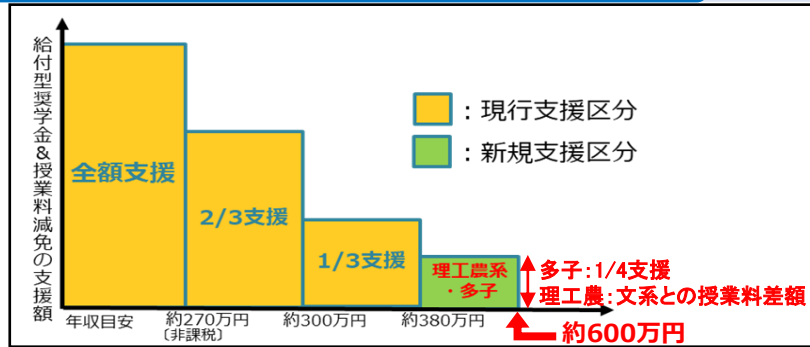 給付型奨学金&授業料減免の支援額
：現行支援区分
：新規支援区分
全額支援
2/3支援
1/3支援
理工農系
・多子
多子：1/4支援
理工農：文系との授業料差額
年収目安
約270万円
〔非課税〕
約300万円
約380万円
約600万円